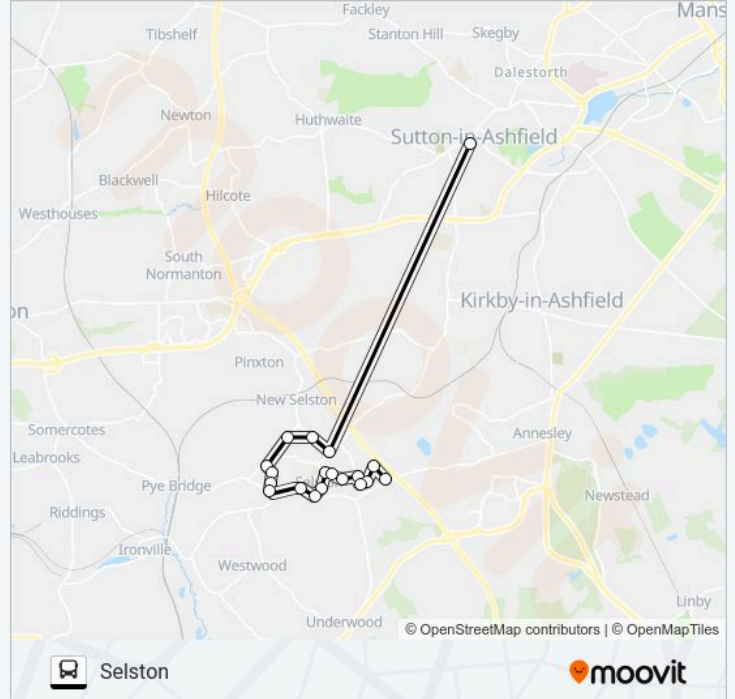 Fackley
Mans
Tibshelf
Stanton Hill
Skegby
Dalestorth
Newton
Huthwaite
Sutton-in-Ashfield
Blackwell
Hilcote
Westhouses
South
Normanton
Kirkby-in-Ashfield
on
Pinxton
New Selston
Somercotes
Annesley
Leabrooks
Pye Bridge
Sels
Newstead
Riddings
Ironville
Westwood
Linby
Underwood
© OpenStreetMap contributors | © OpenMapTiles
Selston
moovit